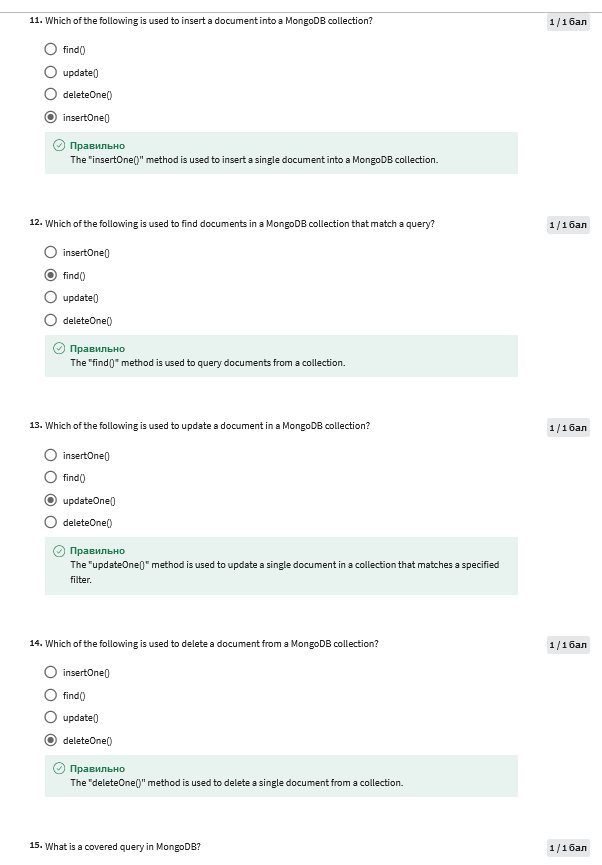 11. Which of the following is used to insert a document into a MongoDB collection? 1 / 1 бал
find()
update()
deleteOne()
insertOne()
Правильно
The "insertOne()" method is used to insert a single document into a MongoDB collection.
12. Which of the following is used to find documents in a MongoDB collection that match a query? 1 / 1 бал
insertOne()
find()
update()
deleteOne()
Правильно
The "find()" method is used to query documents from a collection.
13. Which of the following is used to update a document in a MongoDB collection? 1 / 1 бал
insertOne()
find()
updateOne()
deleteOne()
Правильно
The "updateOne()" method is used to update a single document in a collection that matches a specified
filter.
14. Which of the following is used to delete a document from a MongoDB collection? 1 / 1 бал
insertOne()
find()
update()
deleteOne()
Правильно
The "deleteOne()" method is used to delete a single document from a collection.
15. What is a covered query in MongoDB? 1 / 1 бал